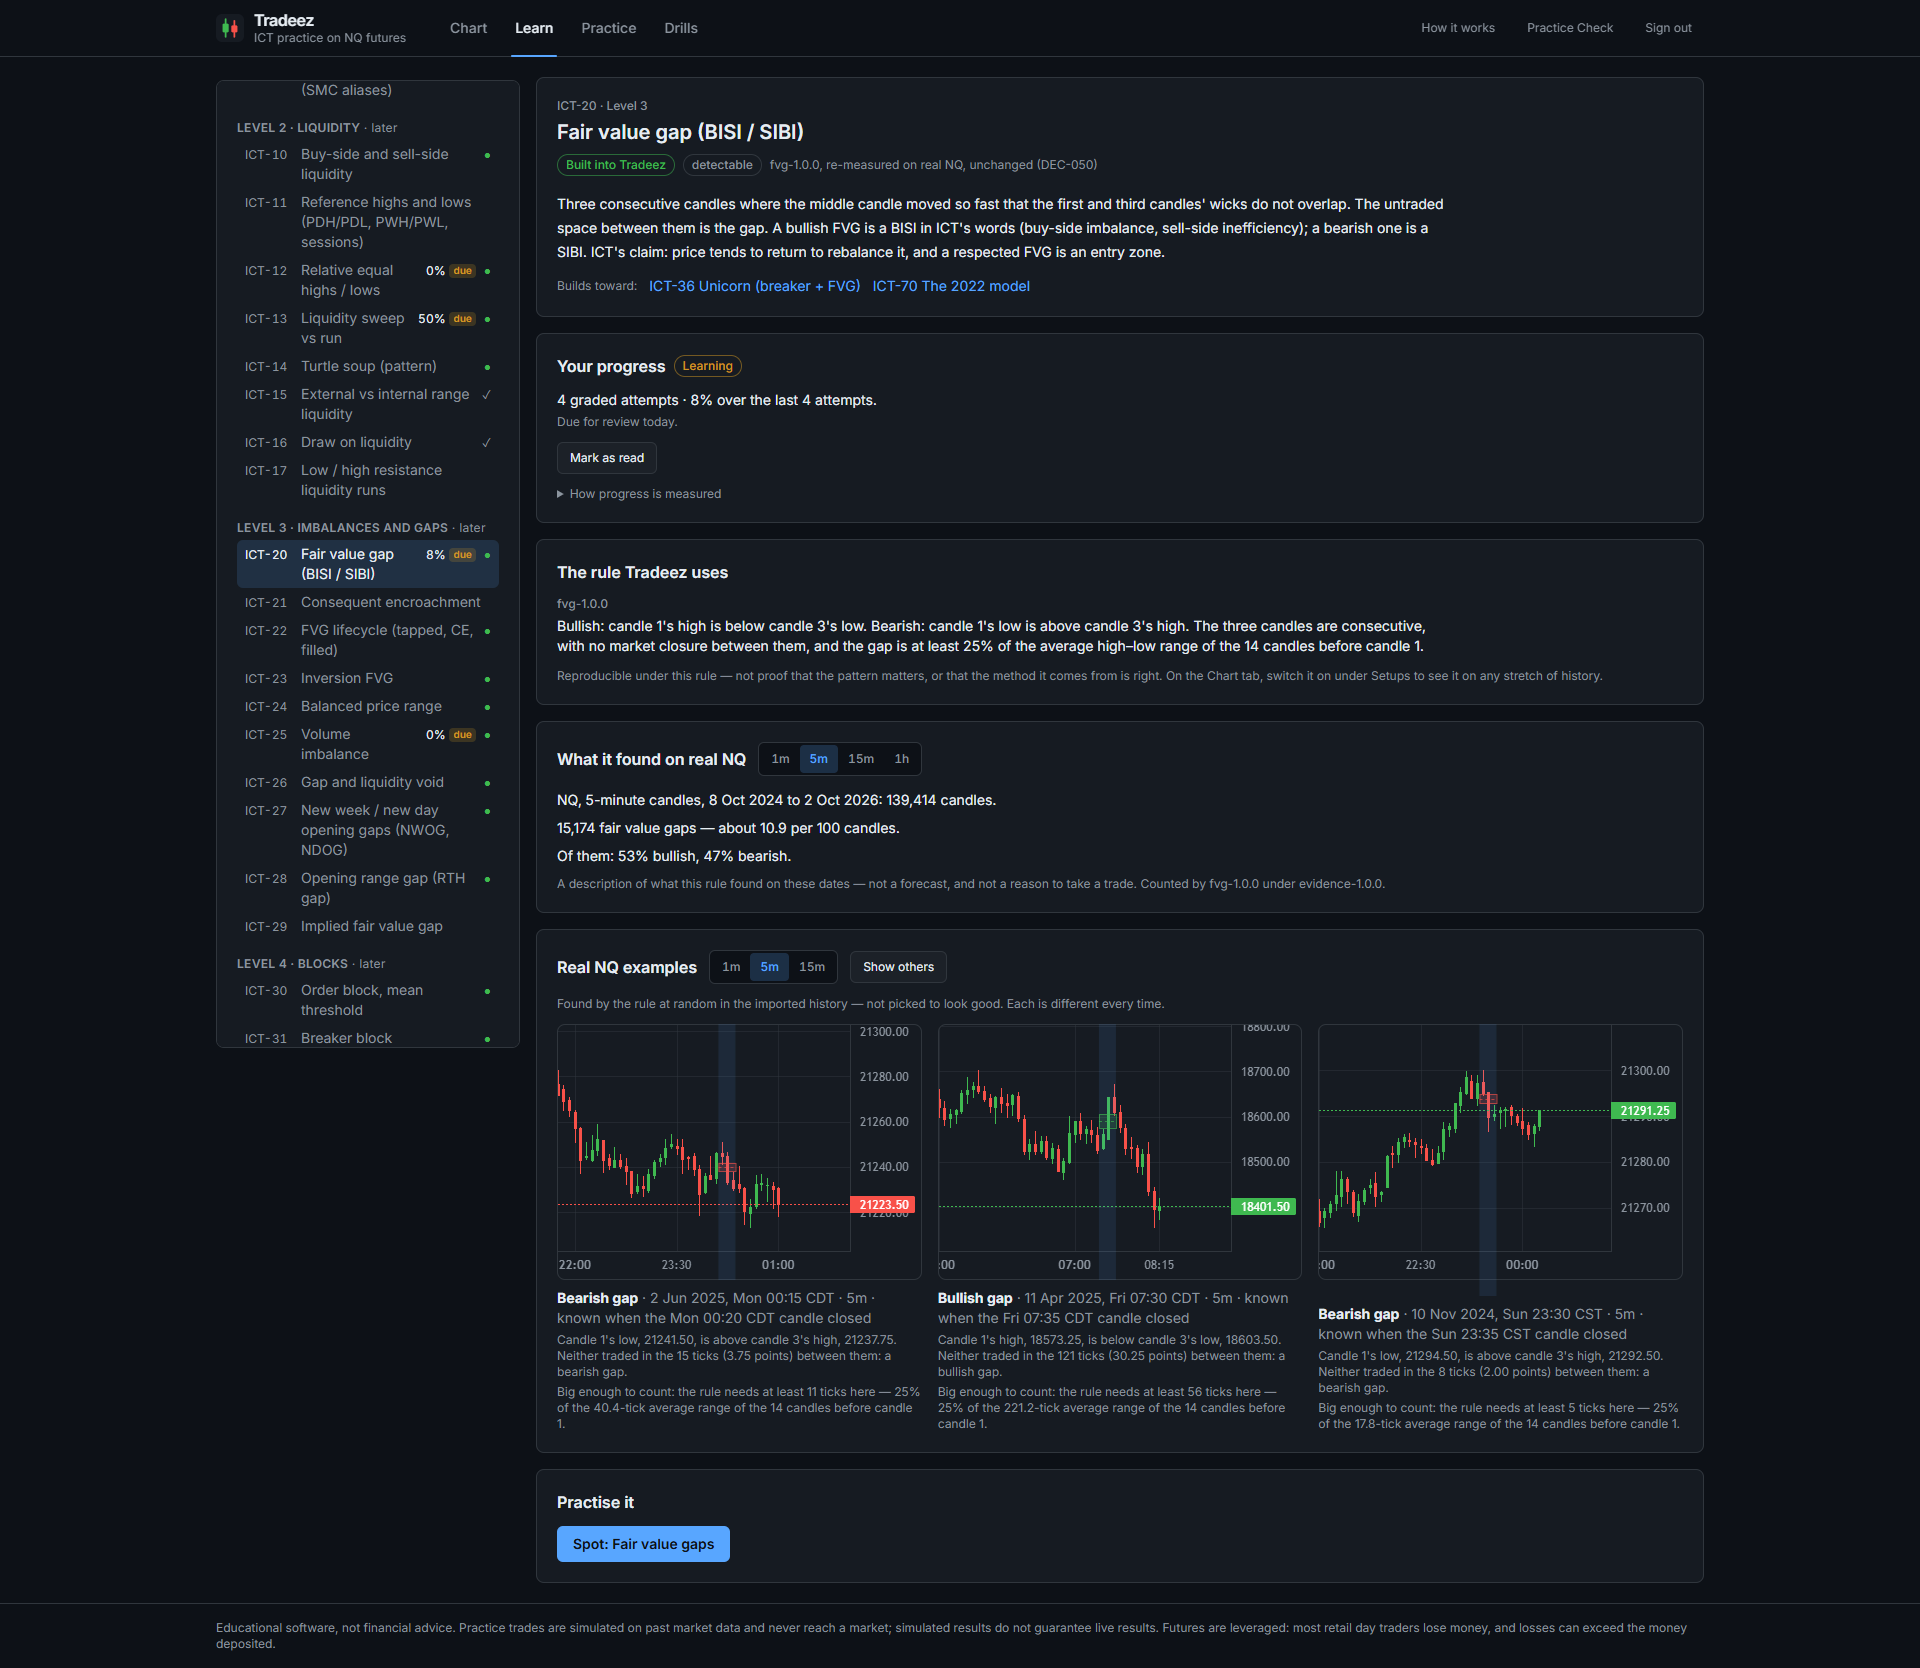 Tradeez
ICT practice on NQ futures
Chart
Learn
Practice
Drills
How it works
Practice Check
Sign out
(SMC aliases)
LEVEL 2 · LIQUIDITY · later
ICT-10 Buy-side and sell-side
liquidity
ICT-11 Reference highs and lows
(PDH/PDL, PWH/PWL,
sessions)
ICT-12 Relative equal 0% due
highs / lows
ICT-13 Liquidity sweep 50% due
vs run
ICT-14 Turtle soup (pattern)
ICT-15 External vs internal range ✓
liquidity
ICT-16 Draw on liquidity ✓
ICT-17 Low / high resistance
liquidity runs
LEVEL 3 · IMBALANCES AND GAPS · later
ICT-20 Fair value gap 8% due
(BISI / SIBI)
ICT-21 Consequent encroachment
ICT-22 FVG lifecycle (tapped, CE,
filled)
ICT-23 Inversion FVG
ICT-24 Balanced price range
ICT-25 Volume 0% due
imbalance
ICT-26 Gap and liquidity void
ICT-27 New week / new day
opening gaps (NWOG,
NDOG)
ICT-28 Opening range gap (RTH
gap)
ICT-29 Implied fair value gap
LEVEL 4 · BLOCKS · later
ICT-30 Order block, mean
threshold
ICT-31 Breaker block
ICT-20 · Level 3
Fair value gap (BISI / SIBI)
Built into Tradeez detectable fvg-1.0.0, re-measured on real NQ, unchanged (DEC-050)
Three consecutive candles where the middle candle moved so fast that the first and third candles' wicks do not overlap. The untraded
space between them is the gap. A bullish FVG is a BISI in ICT's words (buy-side imbalance, sell-side inefficiency); a bearish one is a
SIBI. ICT's claim: price tends to return to rebalance it, and a respected FVG is an entry zone.
Builds toward: ICT-36 Unicorn (breaker + FVG) ICT-70 The 2022 model
Your progress Learning
4 graded attempts · 8% over the last 4 attempts.
Due for review today.
Mark as read
How progress is measured
The rule Tradeez uses
fvg-1.0.0
Bullish: candle 1's high is below candle 3's low. Bearish: candle 1's low is above candle 3's high. The three candles are consecutive,
with no market closure between them, and the gap is at least 25% of the average high–low range of the 14 candles before candle 1.
Reproducible under this rule — not proof that the pattern matters, or that the method it comes from is right. On the Chart tab, switch it on under Setups to see it on any stretch of history.
What it found on real NQ 1m 5m 15m 1h
NQ, 5-minute candles, 8 Oct 2024 to 2 Oct 2026: 139,414 candles.
15,174 fair value gaps — about 10.9 per 100 candles.
Of them: 53% bullish, 47% bearish.
A description of what this rule found on these dates — not a forecast, and not a reason to take a trade. Counted by fvg-1.0.0 under evidence-1.0.0.
Real NQ examples 1m 5m 15m Show others
Found by the rule at random in the imported history — not picked to look good. Each is different every time.
21300.00
21280.00
21260.00
21240.00
21223.50
21220.00
22:00 23:30 01:00
Bearish gap · 2 Jun 2025, Mon 00:15 CDT · 5m ·
known when the Mon 00:20 CDT candle closed
Candle 1's low, 21241.50, is above candle 3's high, 21237.75.
Neither traded in the 15 ticks (3.75 points) between them: a
bearish gap.
Big enough to count: the rule needs at least 11 ticks here — 25%
of the 40.4-tick average range of the 14 candles before candle
1.
18800.00
18700.00
18600.00
18500.00
18401.50
:00 07:00 08:15
Bullish gap · 11 Apr 2025, Fri 07:30 CDT · 5m · known
when the Fri 07:35 CDT candle closed
Candle 1's high, 18573.25, is below candle 3's low, 18603.50.
Neither traded in the 121 ticks (30.25 points) between them: a
bullish gap.
Big enough to count: the rule needs at least 56 ticks here —
25% of the 221.2-tick average range of the 14 candles before
candle 1.
21300.00
21291.25
21280.00
21270.00
:00 22:30 00:00
Bearish gap · 10 Nov 2024, Sun 23:30 CST · 5m ·
known when the Sun 23:35 CST candle closed
Candle 1's low, 21294.50, is above candle 3's high, 21292.50.
Neither traded in the 8 ticks (2.00 points) between them: a
bearish gap.
Big enough to count: the rule needs at least 5 ticks here — 25%
of the 17.8-tick average range of the 14 candles before candle 1.
Practise it
Spot: Fair value gaps
Educational software, not financial advice. Practice trades are simulated on past market data and never reach a market; simulated results do not guarantee live results. Futures are leveraged: most retail day traders lose money, and losses can exceed the money
deposited.